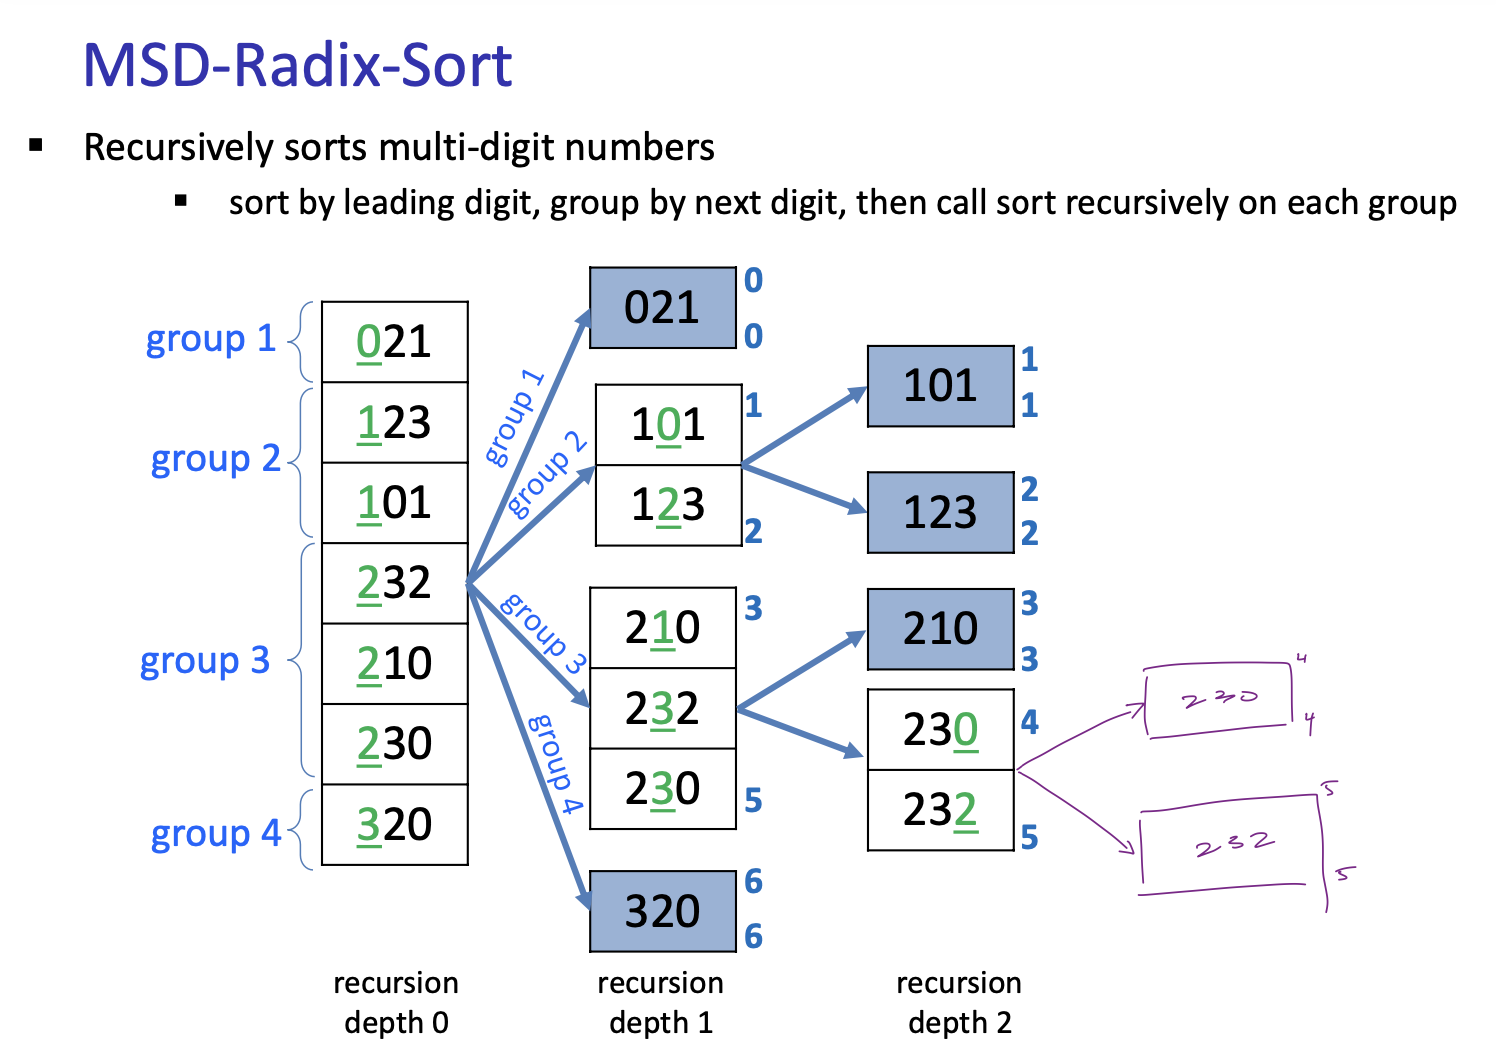 MSD-Radix-Sort
▪ Recursively sorts multi-digit numbers
▪ sort by leading digit, group by next digit, then call sort recursively on each group
group 1
group 2
group 3
group 4
021
123
101
232
210
230
320
group 1
group 2
group 3
group 4
021
0
0
101
1
123
2
210
3
232
230
5
320
6
6
101
1
1
123
2
2
210
3
3
230
4
232
5
230
4
4
232
5
5
recursion
depth 0
recursion
depth 1
recursion
depth 2